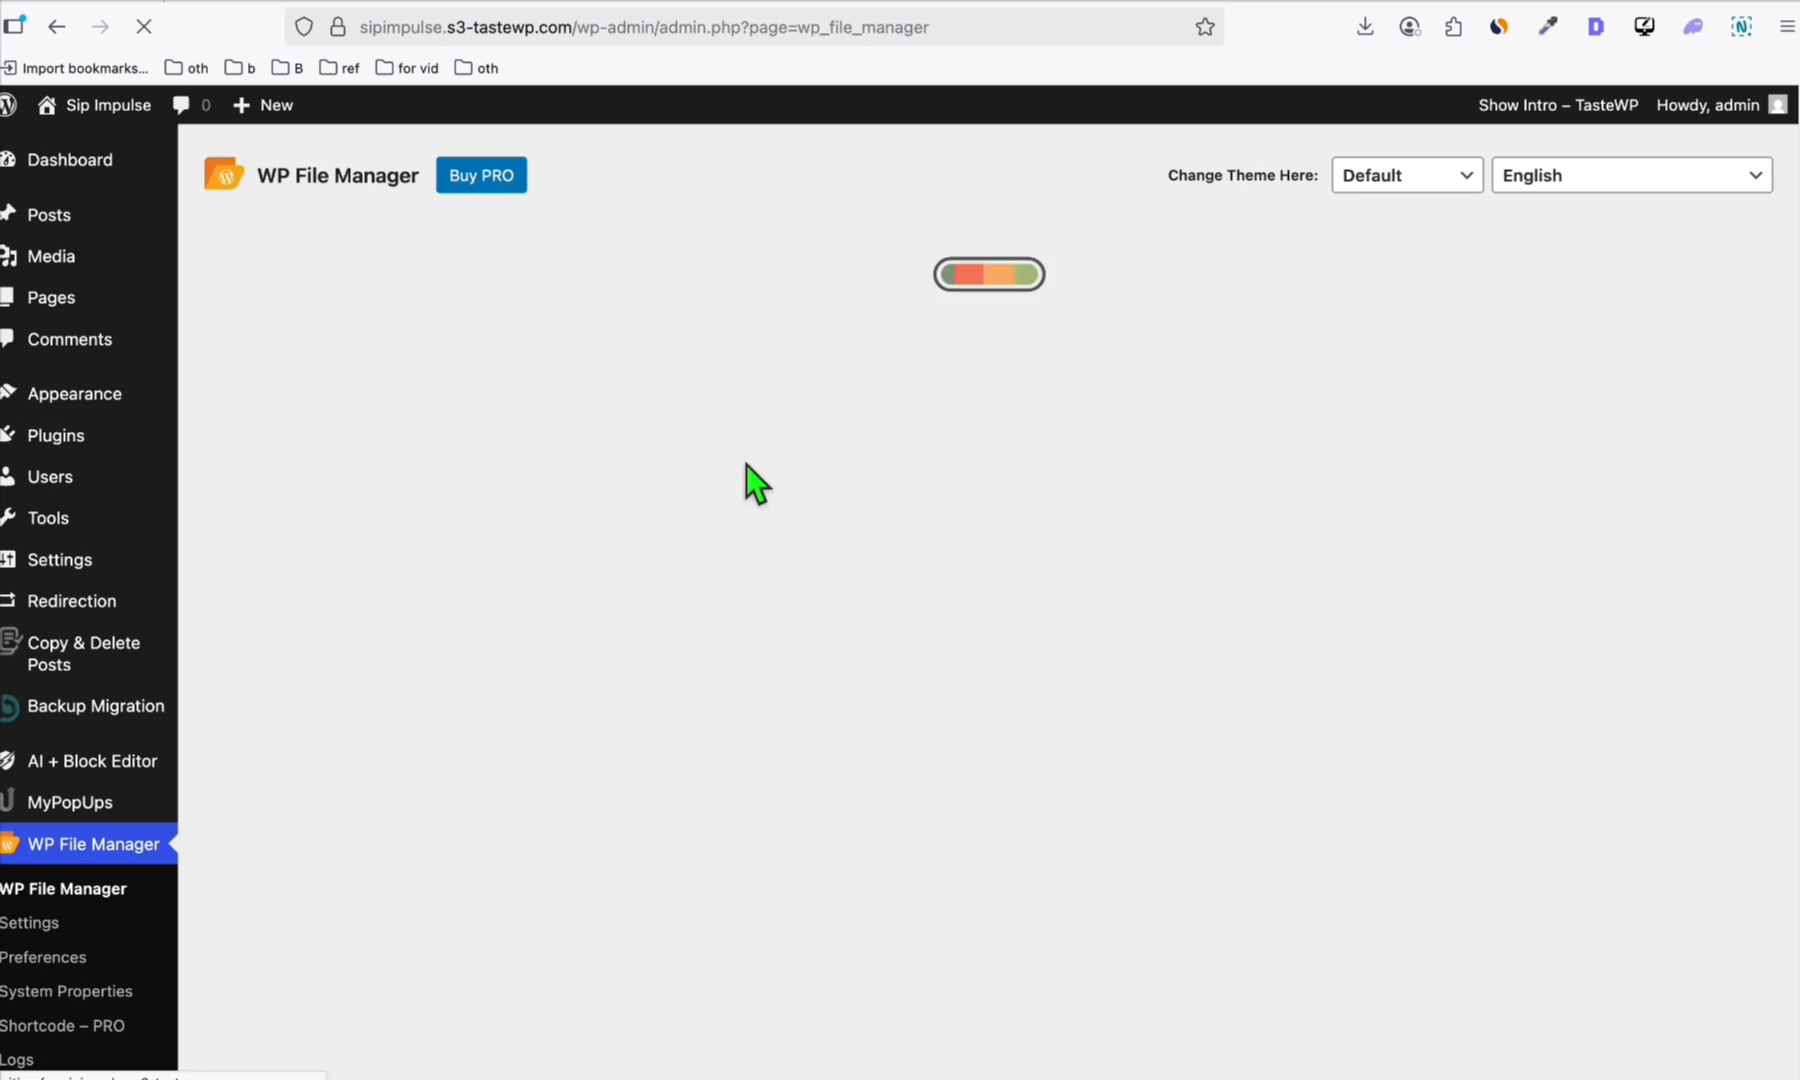 sipimpulse.s3-tastewp.com/wp-admin/admin.php?page=wp_file_manager
Import bookmarks... oth b B ref for vid oth
Sip Impulse 0 New Show Intro – TasteWP Howdy, admin
Dashboard
WP File Manager Buy PRO Change Theme Here: Default English
Posts
Media
Pages
Comments
Appearance
Plugins
Users
Tools
Settings
Redirection
Copy & Delete
Posts
Backup Migration
AI + Block Editor
MyPopUps
WP File Manager
WP File Manager
Settings
Preferences
System Properties
Shortcode – PRO
Logs